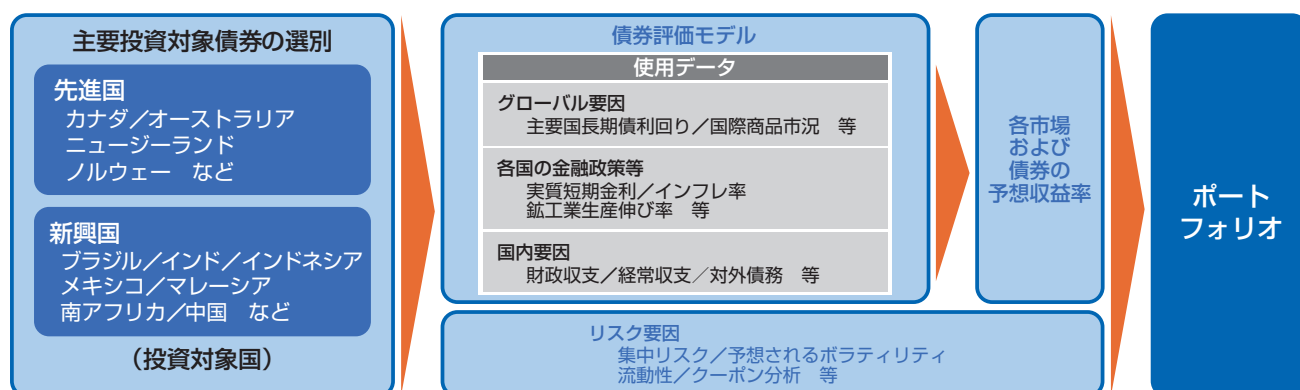 主要投資対象債券の選別
先進国
カナダ／オーストラリア
ニュージーランド
ノルウェー　など
新興国
ブラジル／インド／インドネシア
メキシコ／マレーシア
南アフリカ／中国　など
（投資対象国）
債券評価モデル
使用データ
グローバル要因
主要国長期債利回り／国際商品市況　等
各国の金融政策等
実質短期金利／インフレ率
鉱工業生産伸び率　等
国内要因
財政収支／経常収支／対外債務　等
リスク要因
集中リスク／予想されるボラティリティ
流動性／クーポン分析　等
各市場
および
債券の
予想収益率
ポート
フォリオ